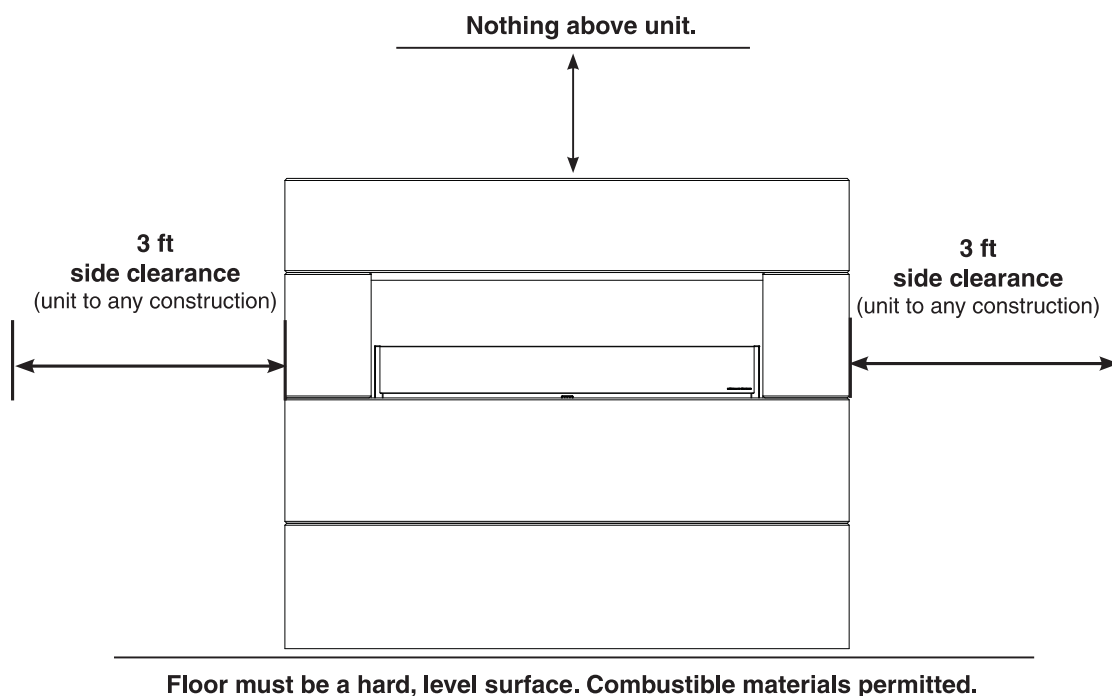 Nothing above unit.
3 ft
side clearance
(unit to any construction)
3 ft
side clearance
(unit to any construction)
Floor must be a hard, level surface. Combustible materials permitted.